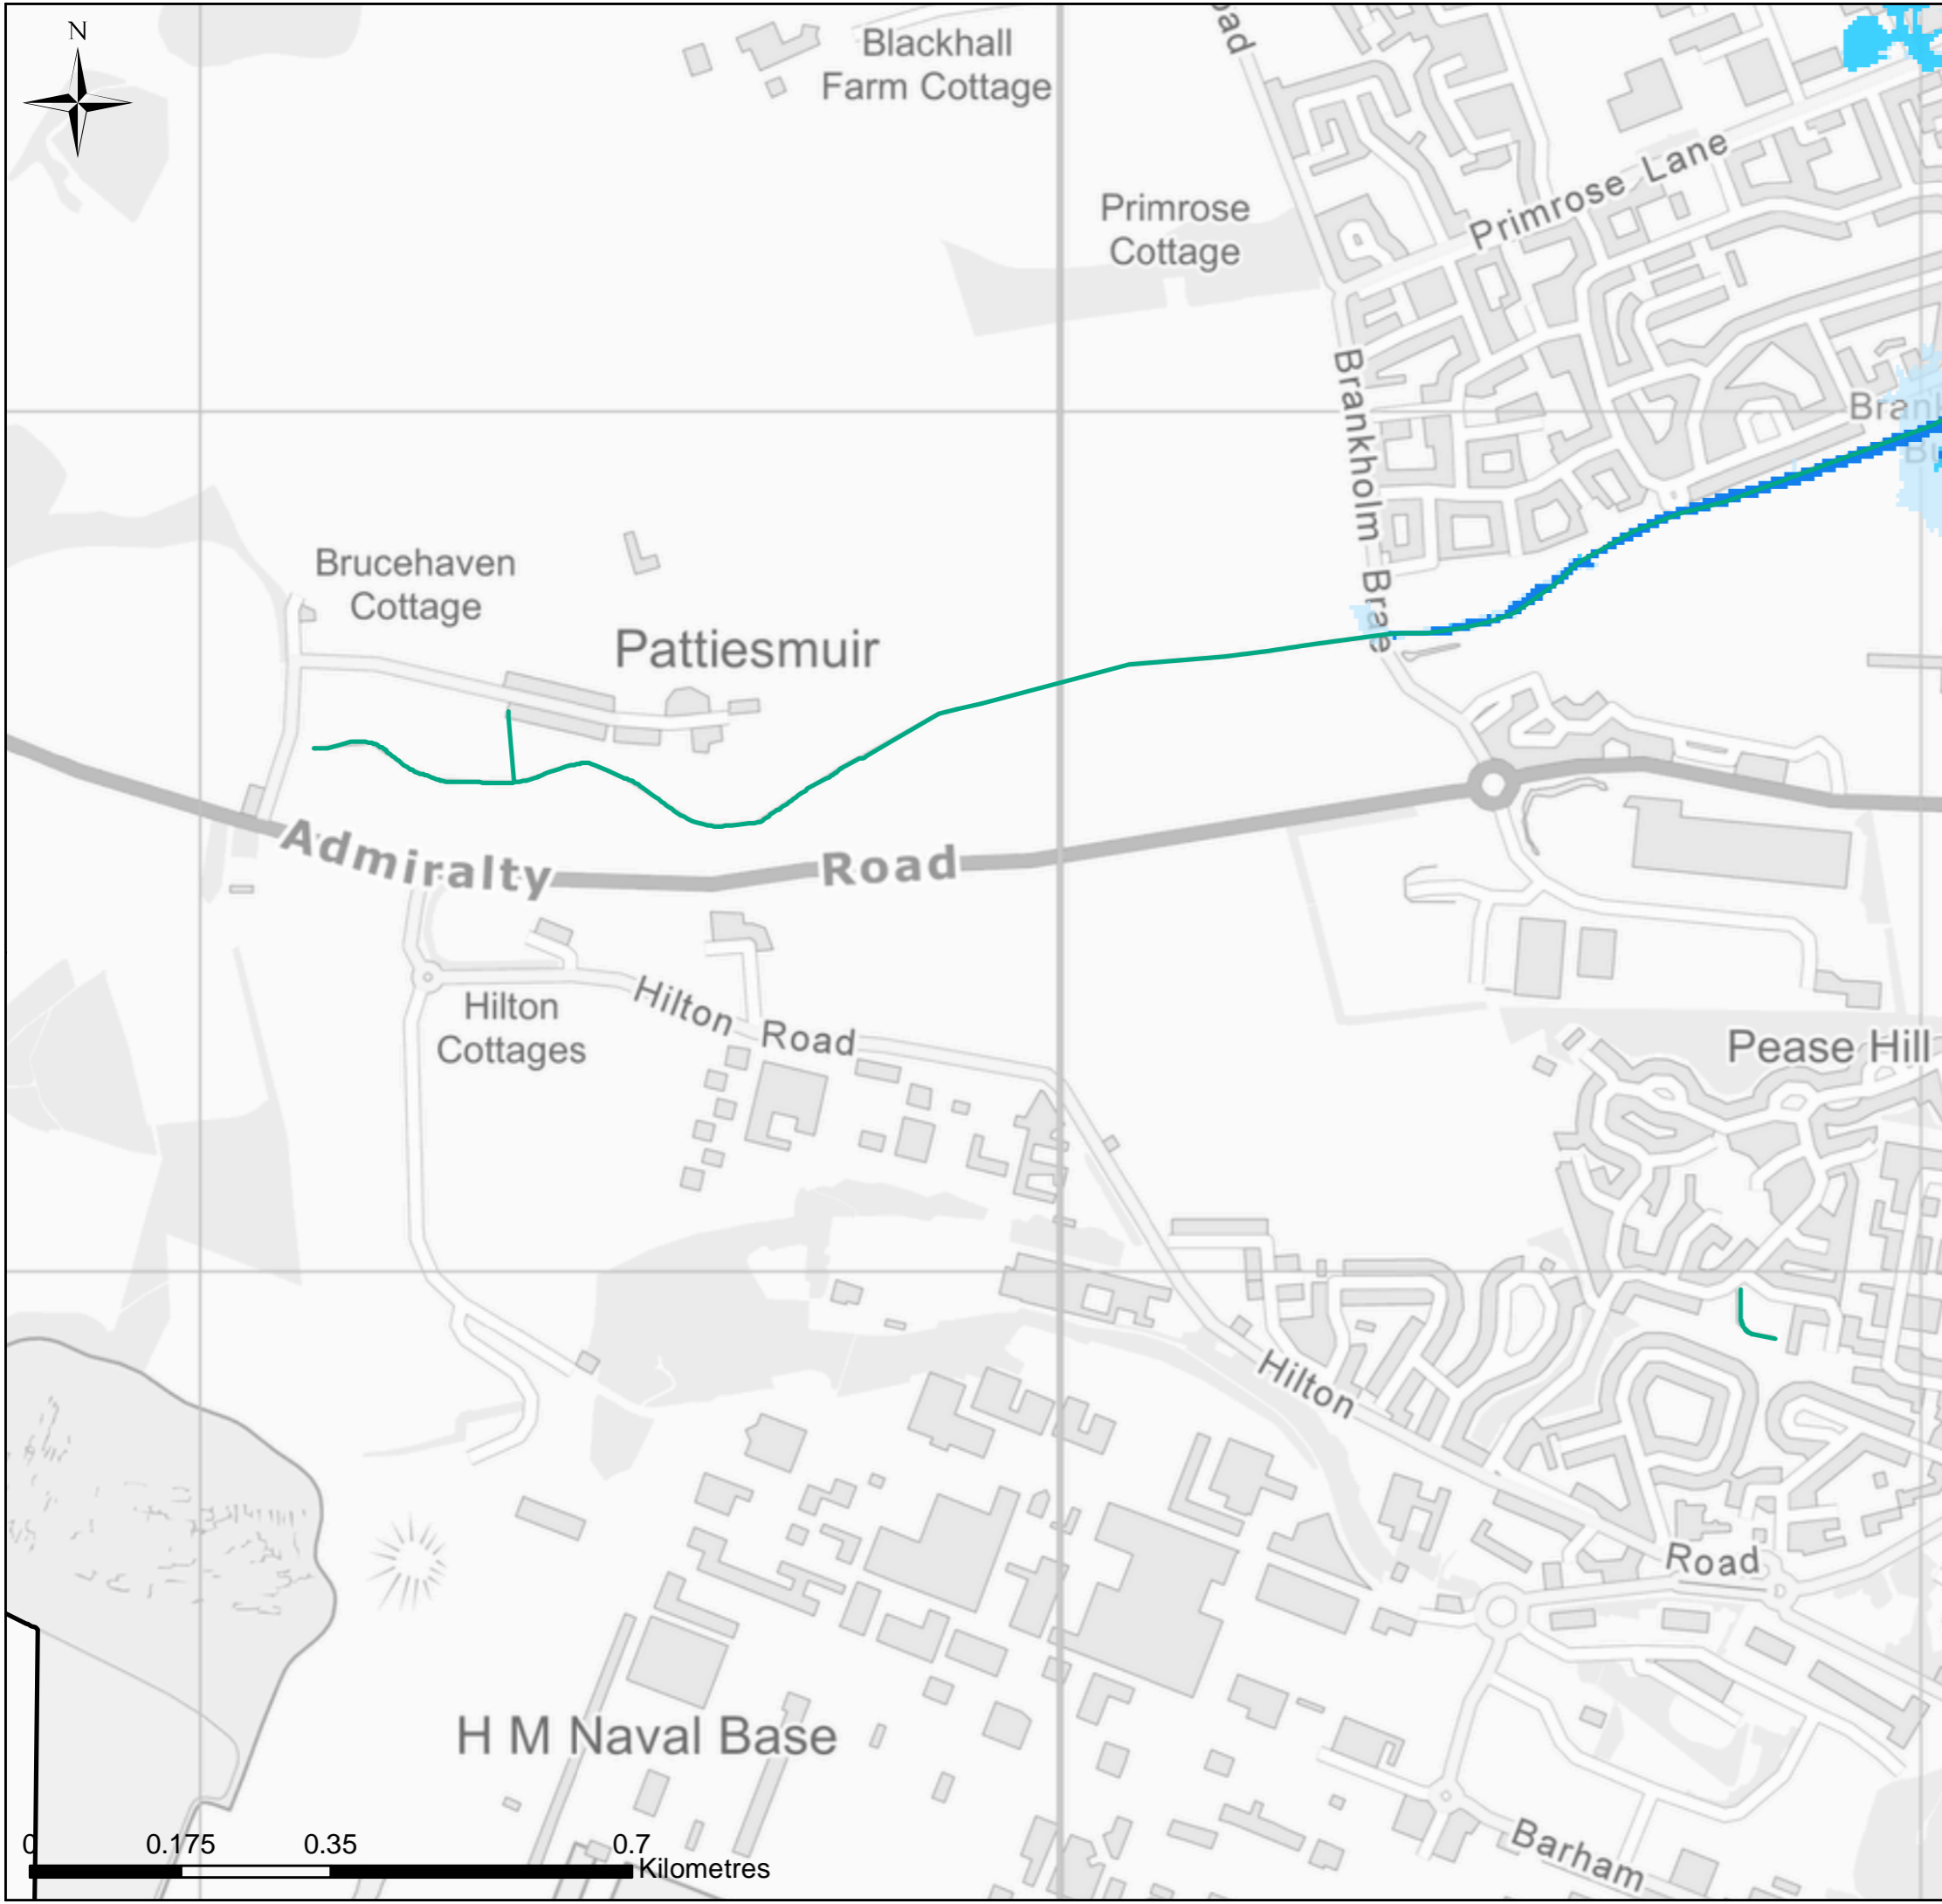 N
Blackhall
Farm Cottage
Primrose Lane
Primrose
Cottage
Brankholm Brae
Brucehaven
Cottage
Pattiesmuir
Admiralty Road
Hilton
Cottages
Hilton Road
Pease Hill
Hilton Road
H M Naval Base
Barham
0 0.175 0.35 0.7
Kilometres